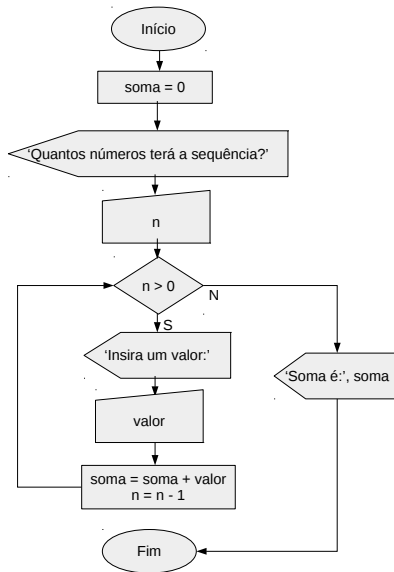 Início
soma = 0
‘Quantos números terá a sequência?’
n
n > 0
N
S
‘Insira um valor:’
‘Soma é:’, soma
valor
soma = soma + valor
n = n - 1
Fim